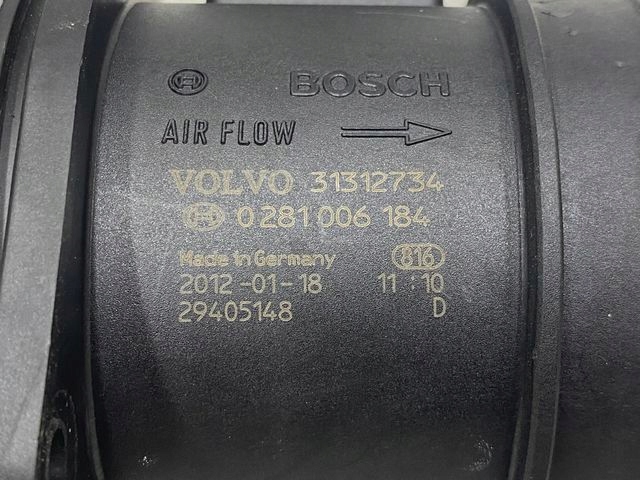 BOSCH
AIR FLOW
VOLVO 31312734
0 281 006 184
Made in Germany 816
2012-01-18 11:10
29405148 D